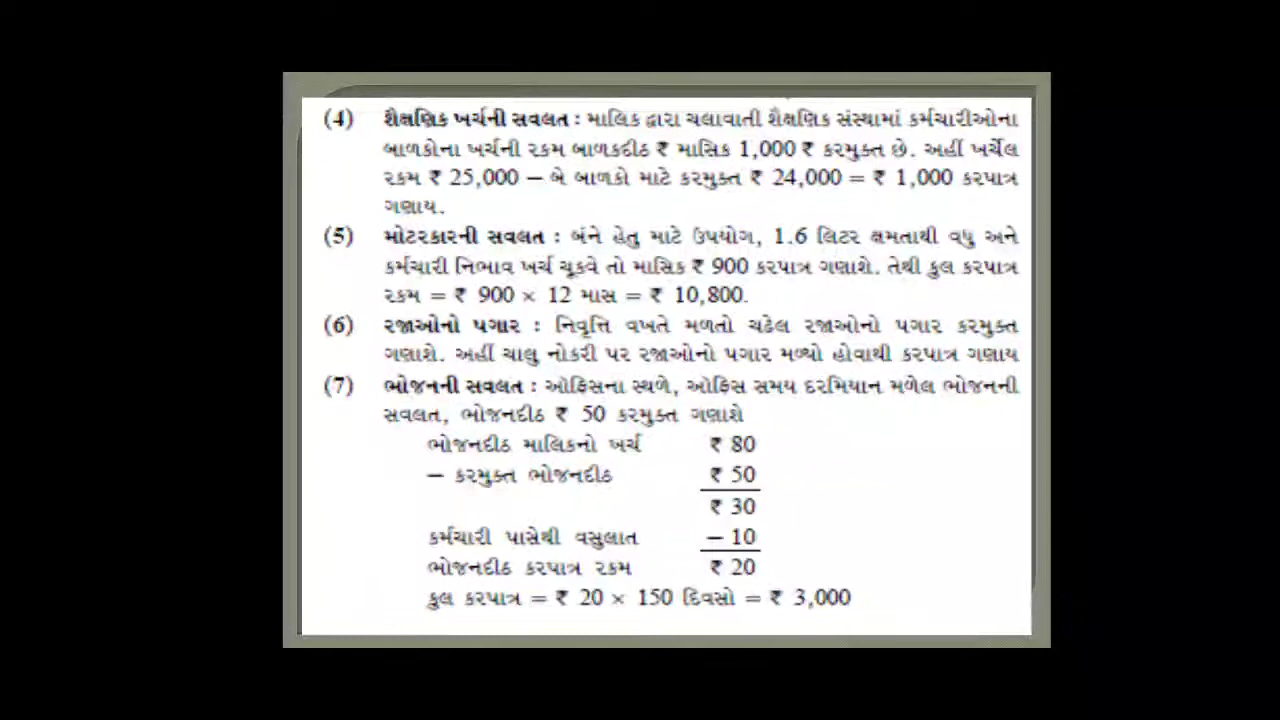 (4) શૈક્ષણિક ખર્ચની સવલત : માલિક દ્વારા ચલાવાતી શૈક્ષણિક સંસ્થામાં કર્મચારીઓના
બાળકોના ખર્ચની રકમ બાળકદીઠ ₹ માસિક 1,000 ₹ કરમુક્ત છે. અહીં ખર્ચેલ
રકમ ₹ 25,000 – બે બાળકો માટે કરમુક્ત ₹ 24,000 = ₹ 1,000 કરપાત્ર
ગણાય.
(5) મોટરકારની સવલત : બંને હેતુ માટે ઉપયોગ, 1.6 લિટર ક્ષમતાથી વધુ અને
કર્મચારી નિભાવ ખર્ચ ચૂકવે તો માસિક ₹ 900 કરપાત્ર ગણાશે. તેથી કુલ કરપાત્ર
રકમ = ₹ 900 × 12 માસ = ₹ 10,800.
(6) રજાઓનો પગાર : નિવૃત્તિ વખતે મળતો ચઢેલ રજાઓનો પગાર કરમુક્ત
ગણાશે. અહીં ચાલુ નોકરી પર રજાઓનો પગાર મળ્યો હોવાથી કરપાત્ર ગણાય
(7) ભોજનની સવલત : ઑફિસના સ્થળે, ઑફિસ સમય દરમિયાન મળેલ ભોજનની
સવલત, ભોજનદીઠ ₹ 50 કરમુક્ત ગણાશે
ભોજનદીઠ માલિકનો ખર્ચ ₹ 80
– કરમુક્ત ભોજનદીઠ ₹ 50
₹ 30
કર્મચારી પાસેથી વસુલાત – 10
ભોજનદીઠ કરપાત્ર રકમ ₹ 20
કુલ કરપાત્ર = ₹ 20 × 150 દિવસો = ₹ 3,000